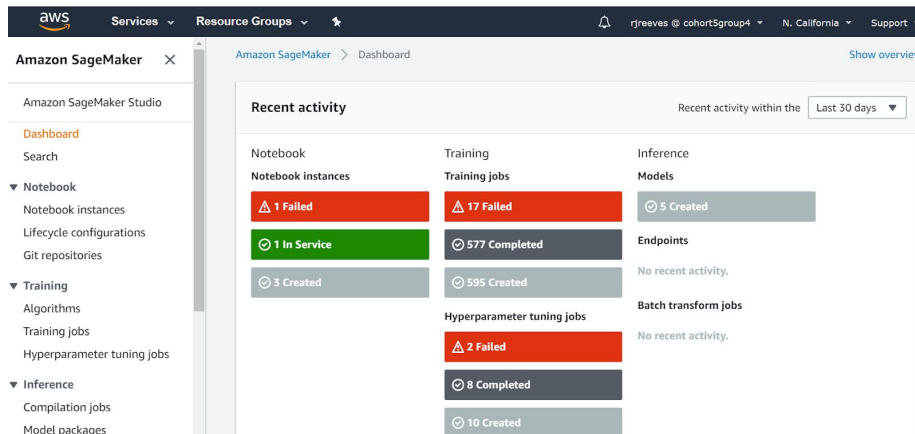 aws Services Resource Groups rjreeves @ cohort5group4 N. California Support
Amazon SageMaker
Amazon SageMaker Studio
Dashboard
Search
Notebook
Notebook instances
Lifecycle configurations
Git repositories
Training
Algorithms
Training jobs
Hyperparameter tuning jobs
Inference
Compilation jobs
Model packages
Amazon SageMaker > Dashboard
Show overvie
Recent activity
Recent activity within the Last 30 days
Notebook
Notebook instances
1 Failed
1 In Service
3 Created
Training
Training jobs
17 Failed
577 Completed
595 Created
Hyperparameter tuning jobs
2 Failed
8 Completed
10 Created
Inference
Models
5 Created
Endpoints
No recent activity.
Batch transform jobs
No recent activity.